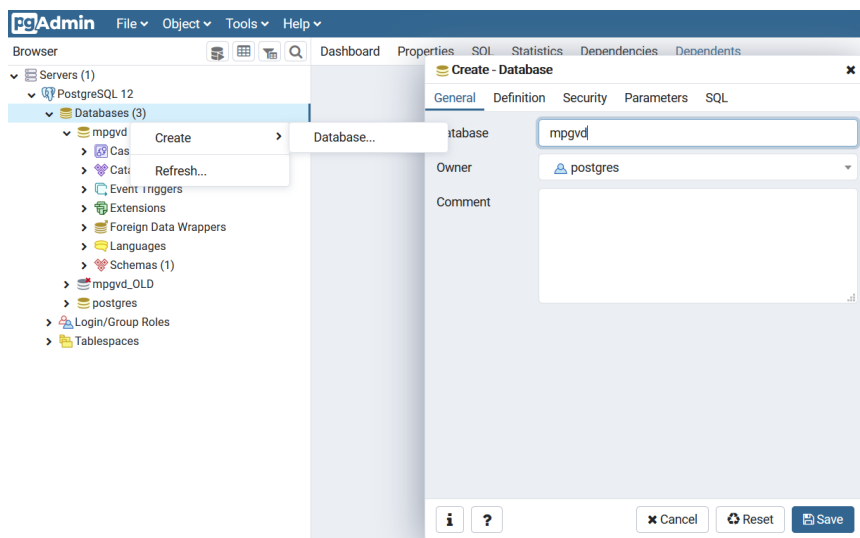 pgAdmin File Object Tools Help
Browser
Dashboard Properties SQL Statistics Dependencies Dependents
Servers (1)
PostgreSQL 12
Databases (3)
mpgvd
Cas
Cata
Event Triggers
Extensions
Foreign Data Wrappers
Languages
Schemas (1)
mpgvd_OLD
postgres
Login/Group Roles
Tablespaces
Create
Refresh...
Database...
Create - Database
General Definition Security Parameters SQL
atabase mpgvd
Owner postgres
Comment
i ? Cancel Reset Save